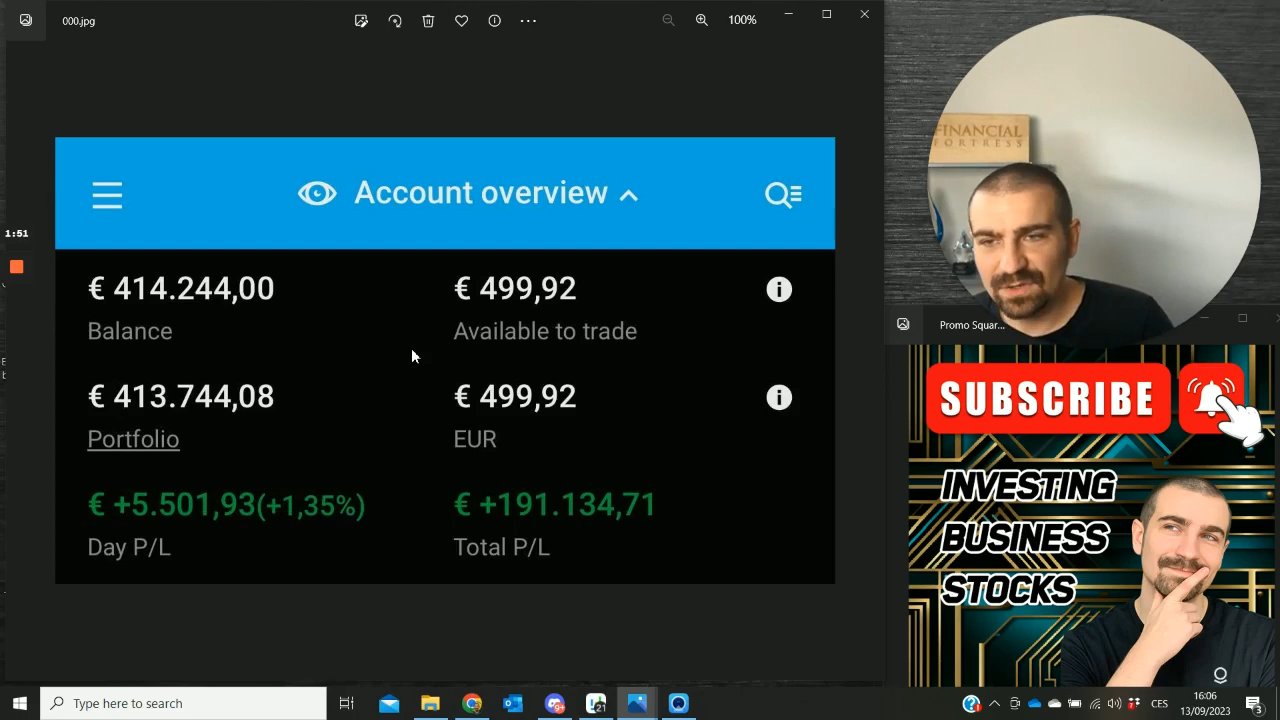 000.jpg
100%
1:51
FINANCIAL
FORTRESS
Account overview
€ 414.244,00
€ 499,92
Balance
Available to trade
€ 413.744,08
€ 499,92
Portfolio
EUR
€ +5.501,93(+1,35%)
€ +191.134,71
Day P/L
Total P/L
Promo Squar...
SUBSCRIBE
INVESTING
BUSINESS
STOCKS
Type here to search
21
CES
16:06
13/09/2023
3